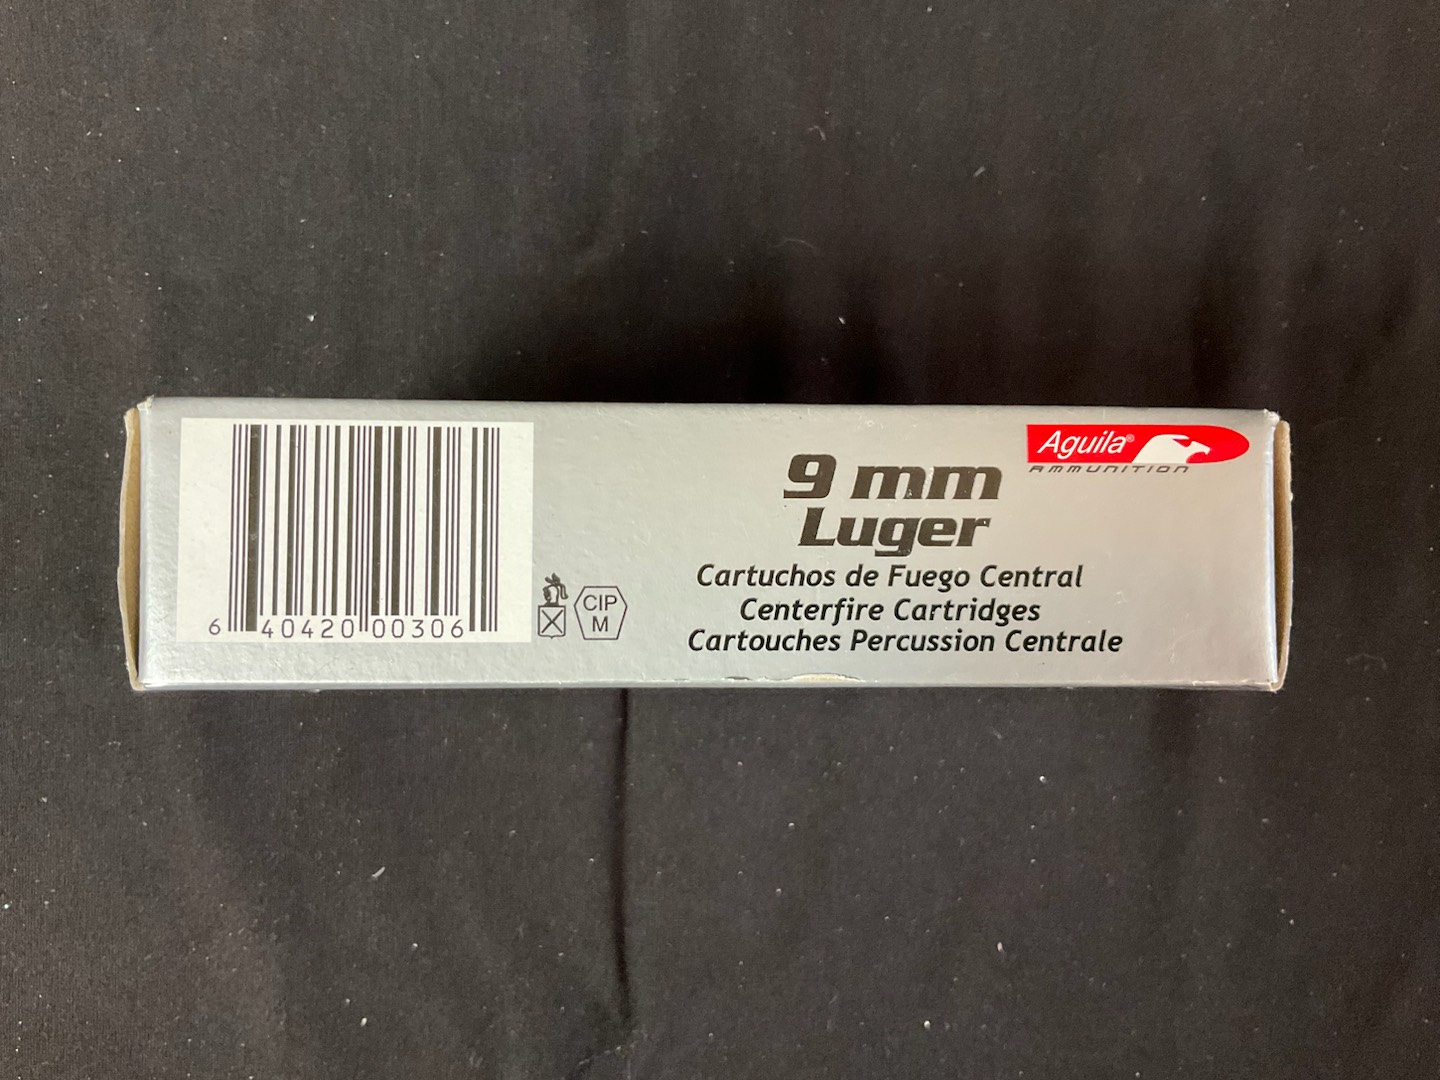 Aguila®
AMMUNITION
9 mm
Luger
Cartuchos de Fuego Central
Centerfire Cartridges
Cartouches Percussion Centrale
CIP
M
6 40420 00306